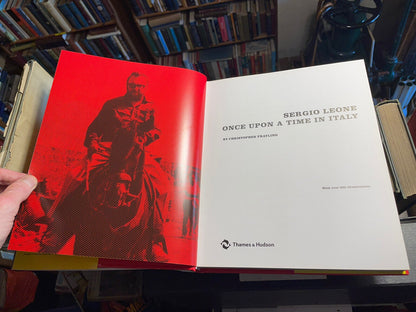 SERGIO LEONE
ONCE UPON A TIME IN ITALY
BY CHRISTOPHER FRAYLING
Thames & Hudson